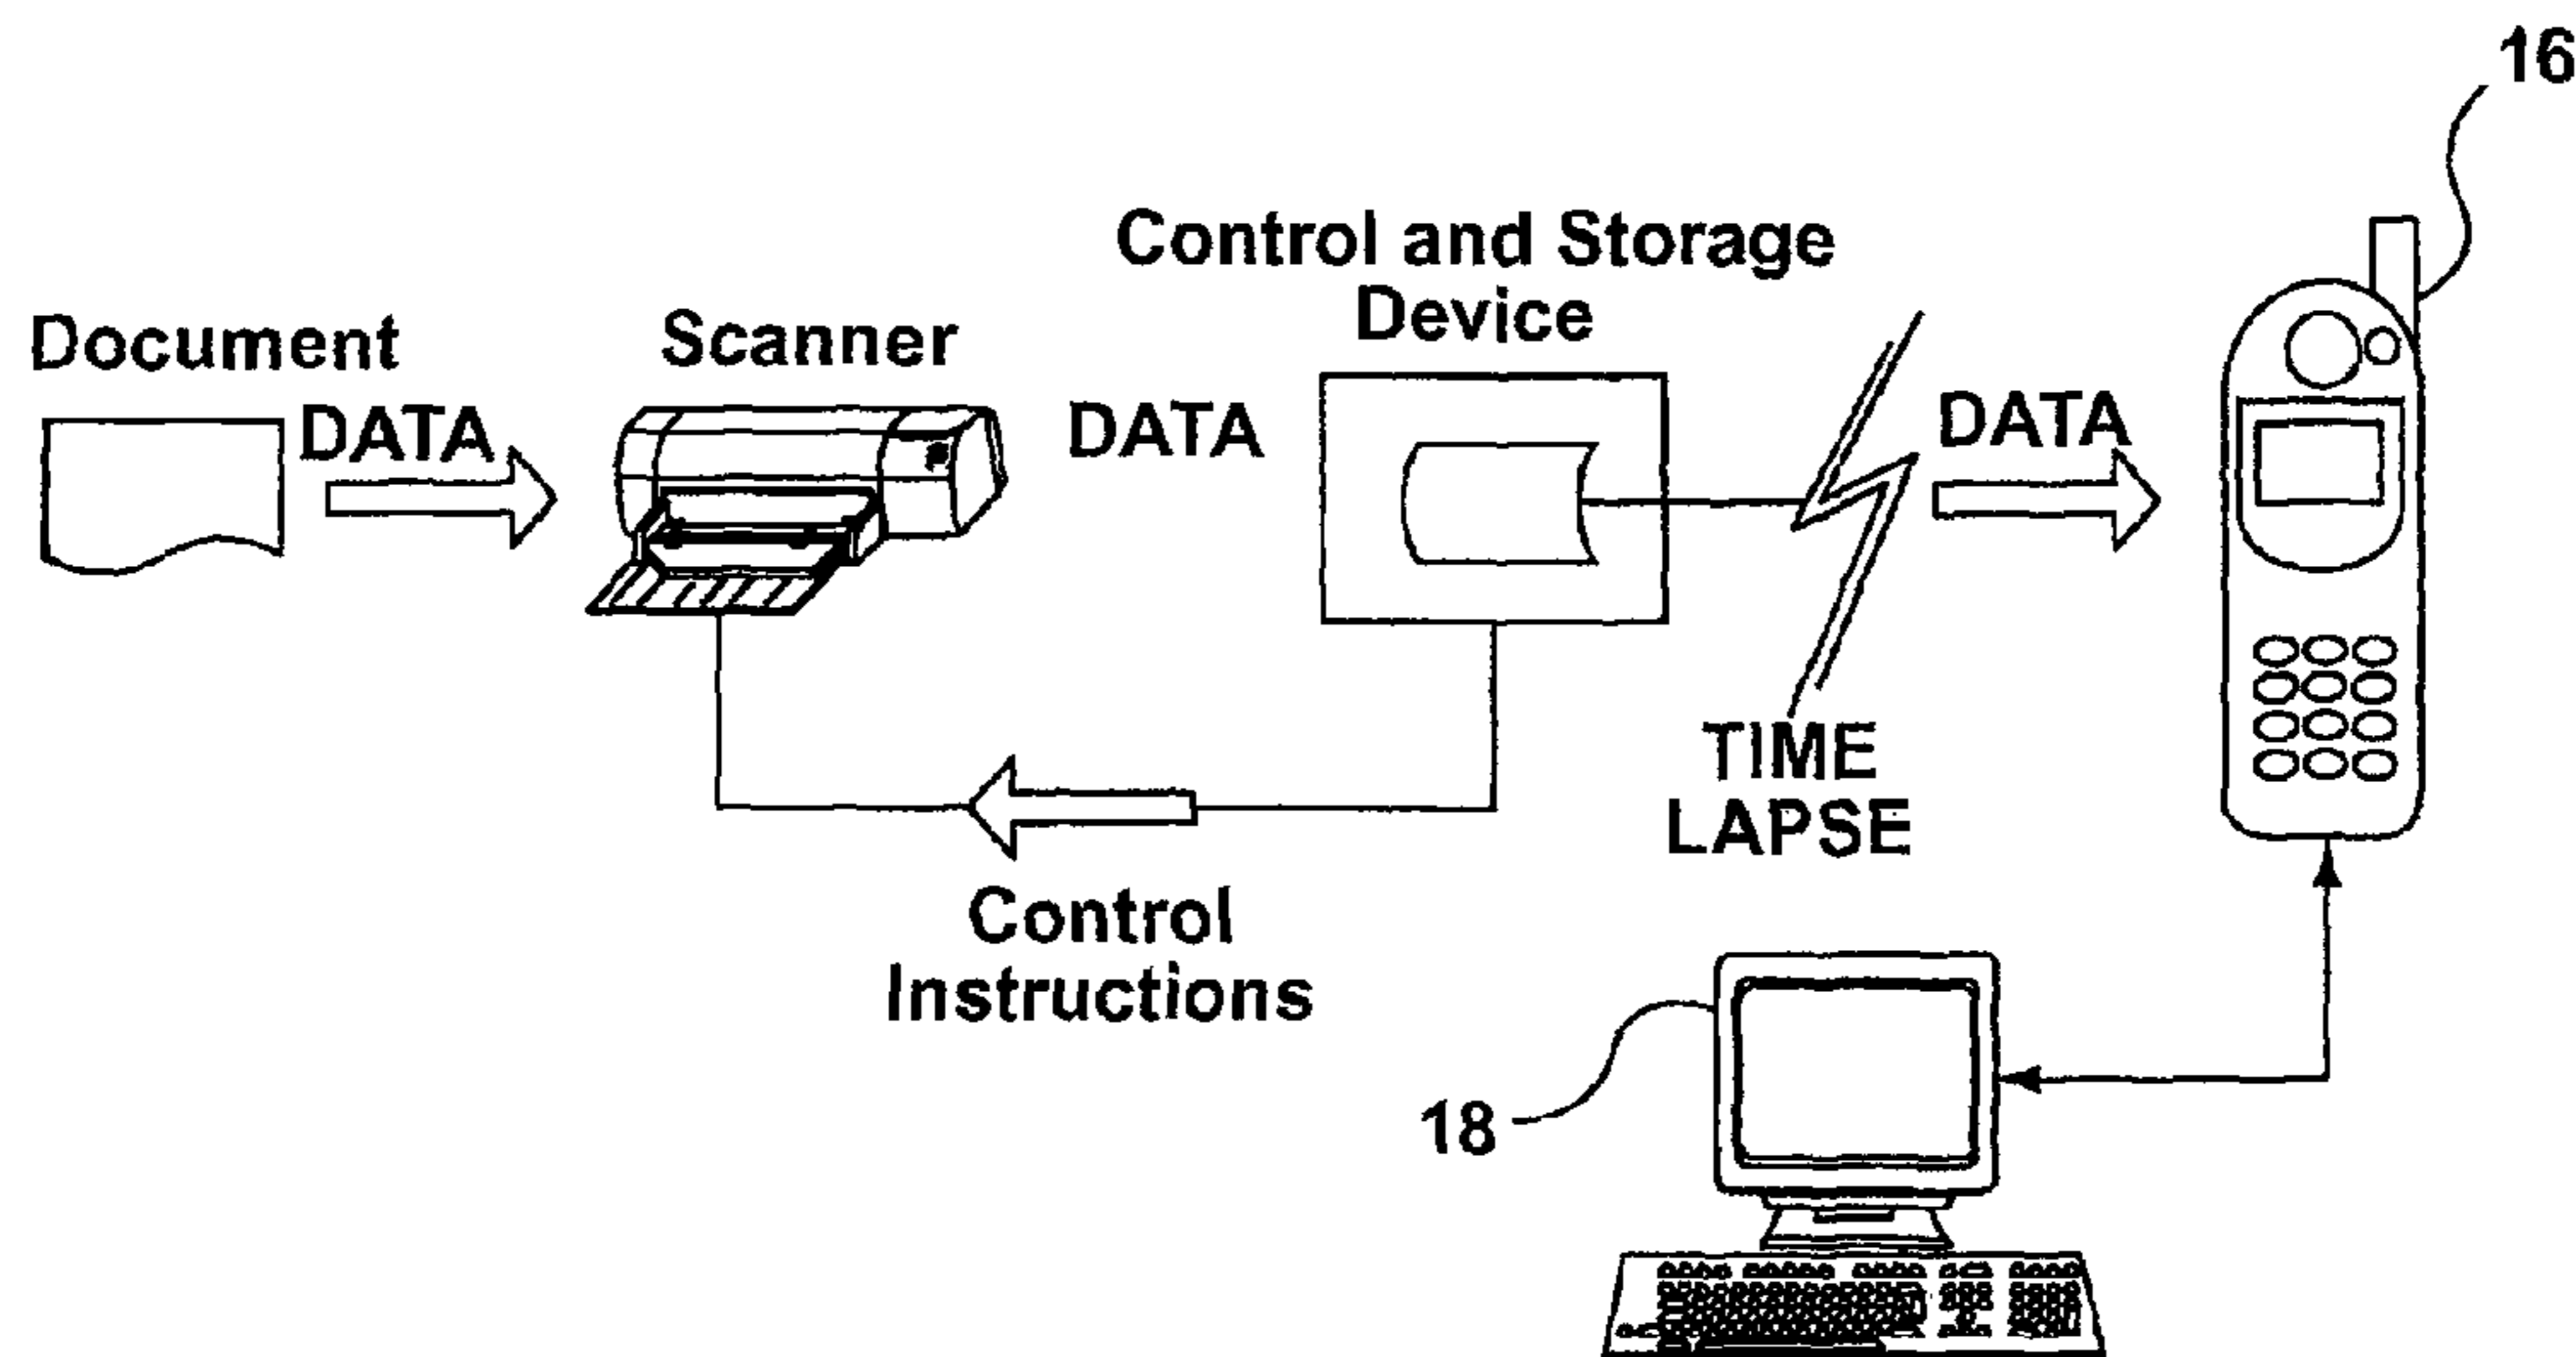 16
Control and Storage
Device
Document
Scanner
DATA
DATA
DATA
TIME
LAPSE
Control
Instructions
18